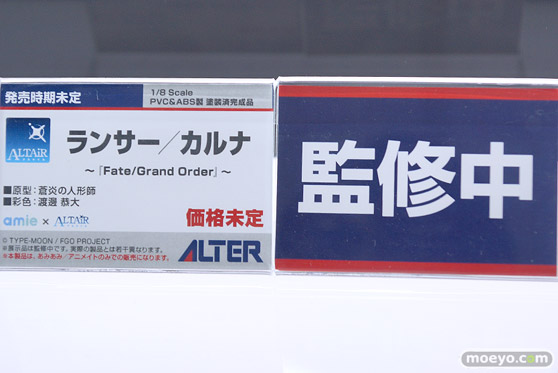 発売時期未定
1/8 Scale
PVC&ABS製 塗装済完成品
ALTAiR
ランサー／カルナ
～『Fate/Grand Order』～
■原型：蒼炎の人形師
■彩色：渡邊 恭大
amie × ALTAiR
価格未定
© TYPE-MOON / FGO PROJECT
※展示品は監修中です。実際の製品とは若干異なります。
※本製品は、あみあみ／アニメイトのみでの販売になります。
ALTER
監修中
moeyo.com